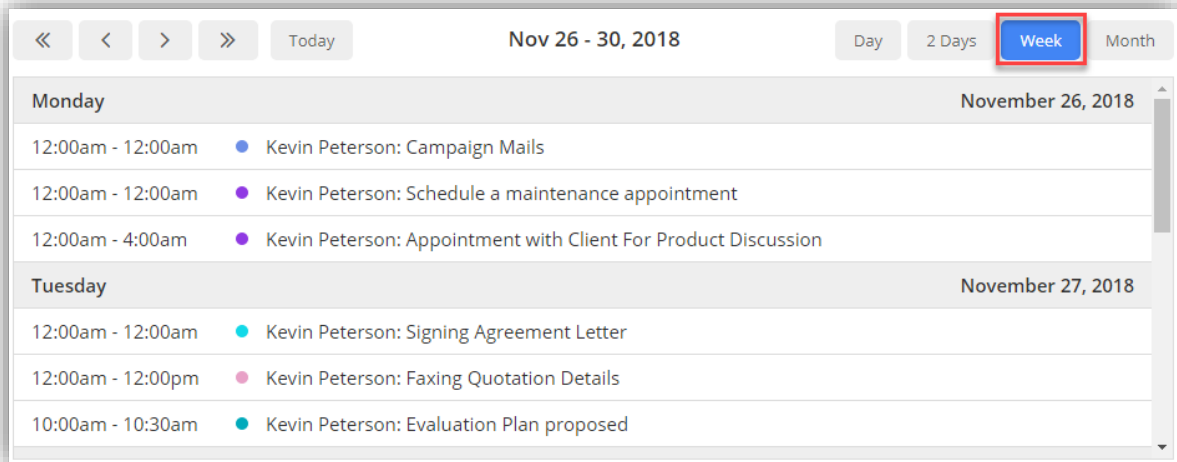 Today Nov 26 - 30, 2018 Day 2 Days Week Month
Monday November 26, 2018
12:00am - 12:00am Kevin Peterson: Campaign Mails
12:00am - 12:00am Kevin Peterson: Schedule a maintenance appointment
12:00am - 4:00am Kevin Peterson: Appointment with Client For Product Discussion
Tuesday November 27, 2018
12:00am - 12:00am Kevin Peterson: Signing Agreement Letter
12:00am - 12:00pm Kevin Peterson: Faxing Quotation Details
10:00am - 10:30am Kevin Peterson: Evaluation Plan proposed